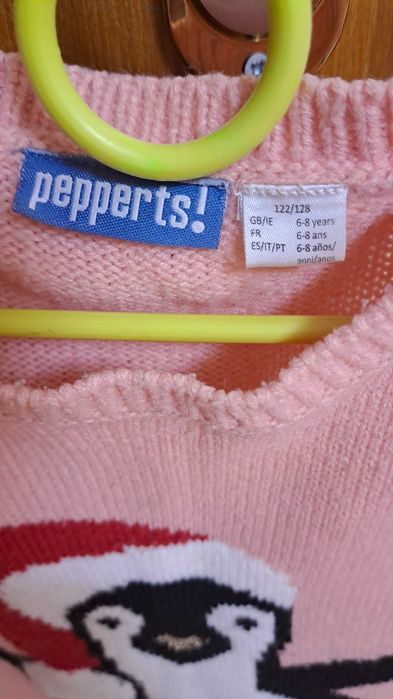 pepperts!
122/128
GB/IE 6-8 years
FR 6-8 ans
ES/IT/PT 6-8 años/
anni/anos